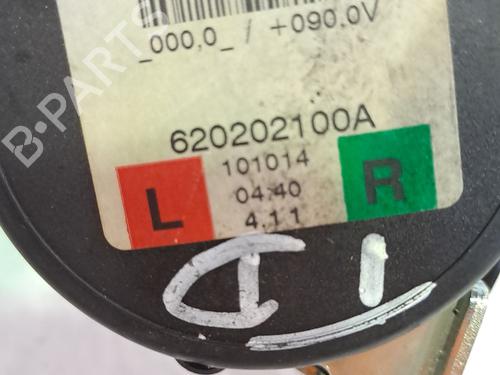 _000,0_ / +090,0V
620202100A
L
R
101014
04:40
4.11
B-PARTS